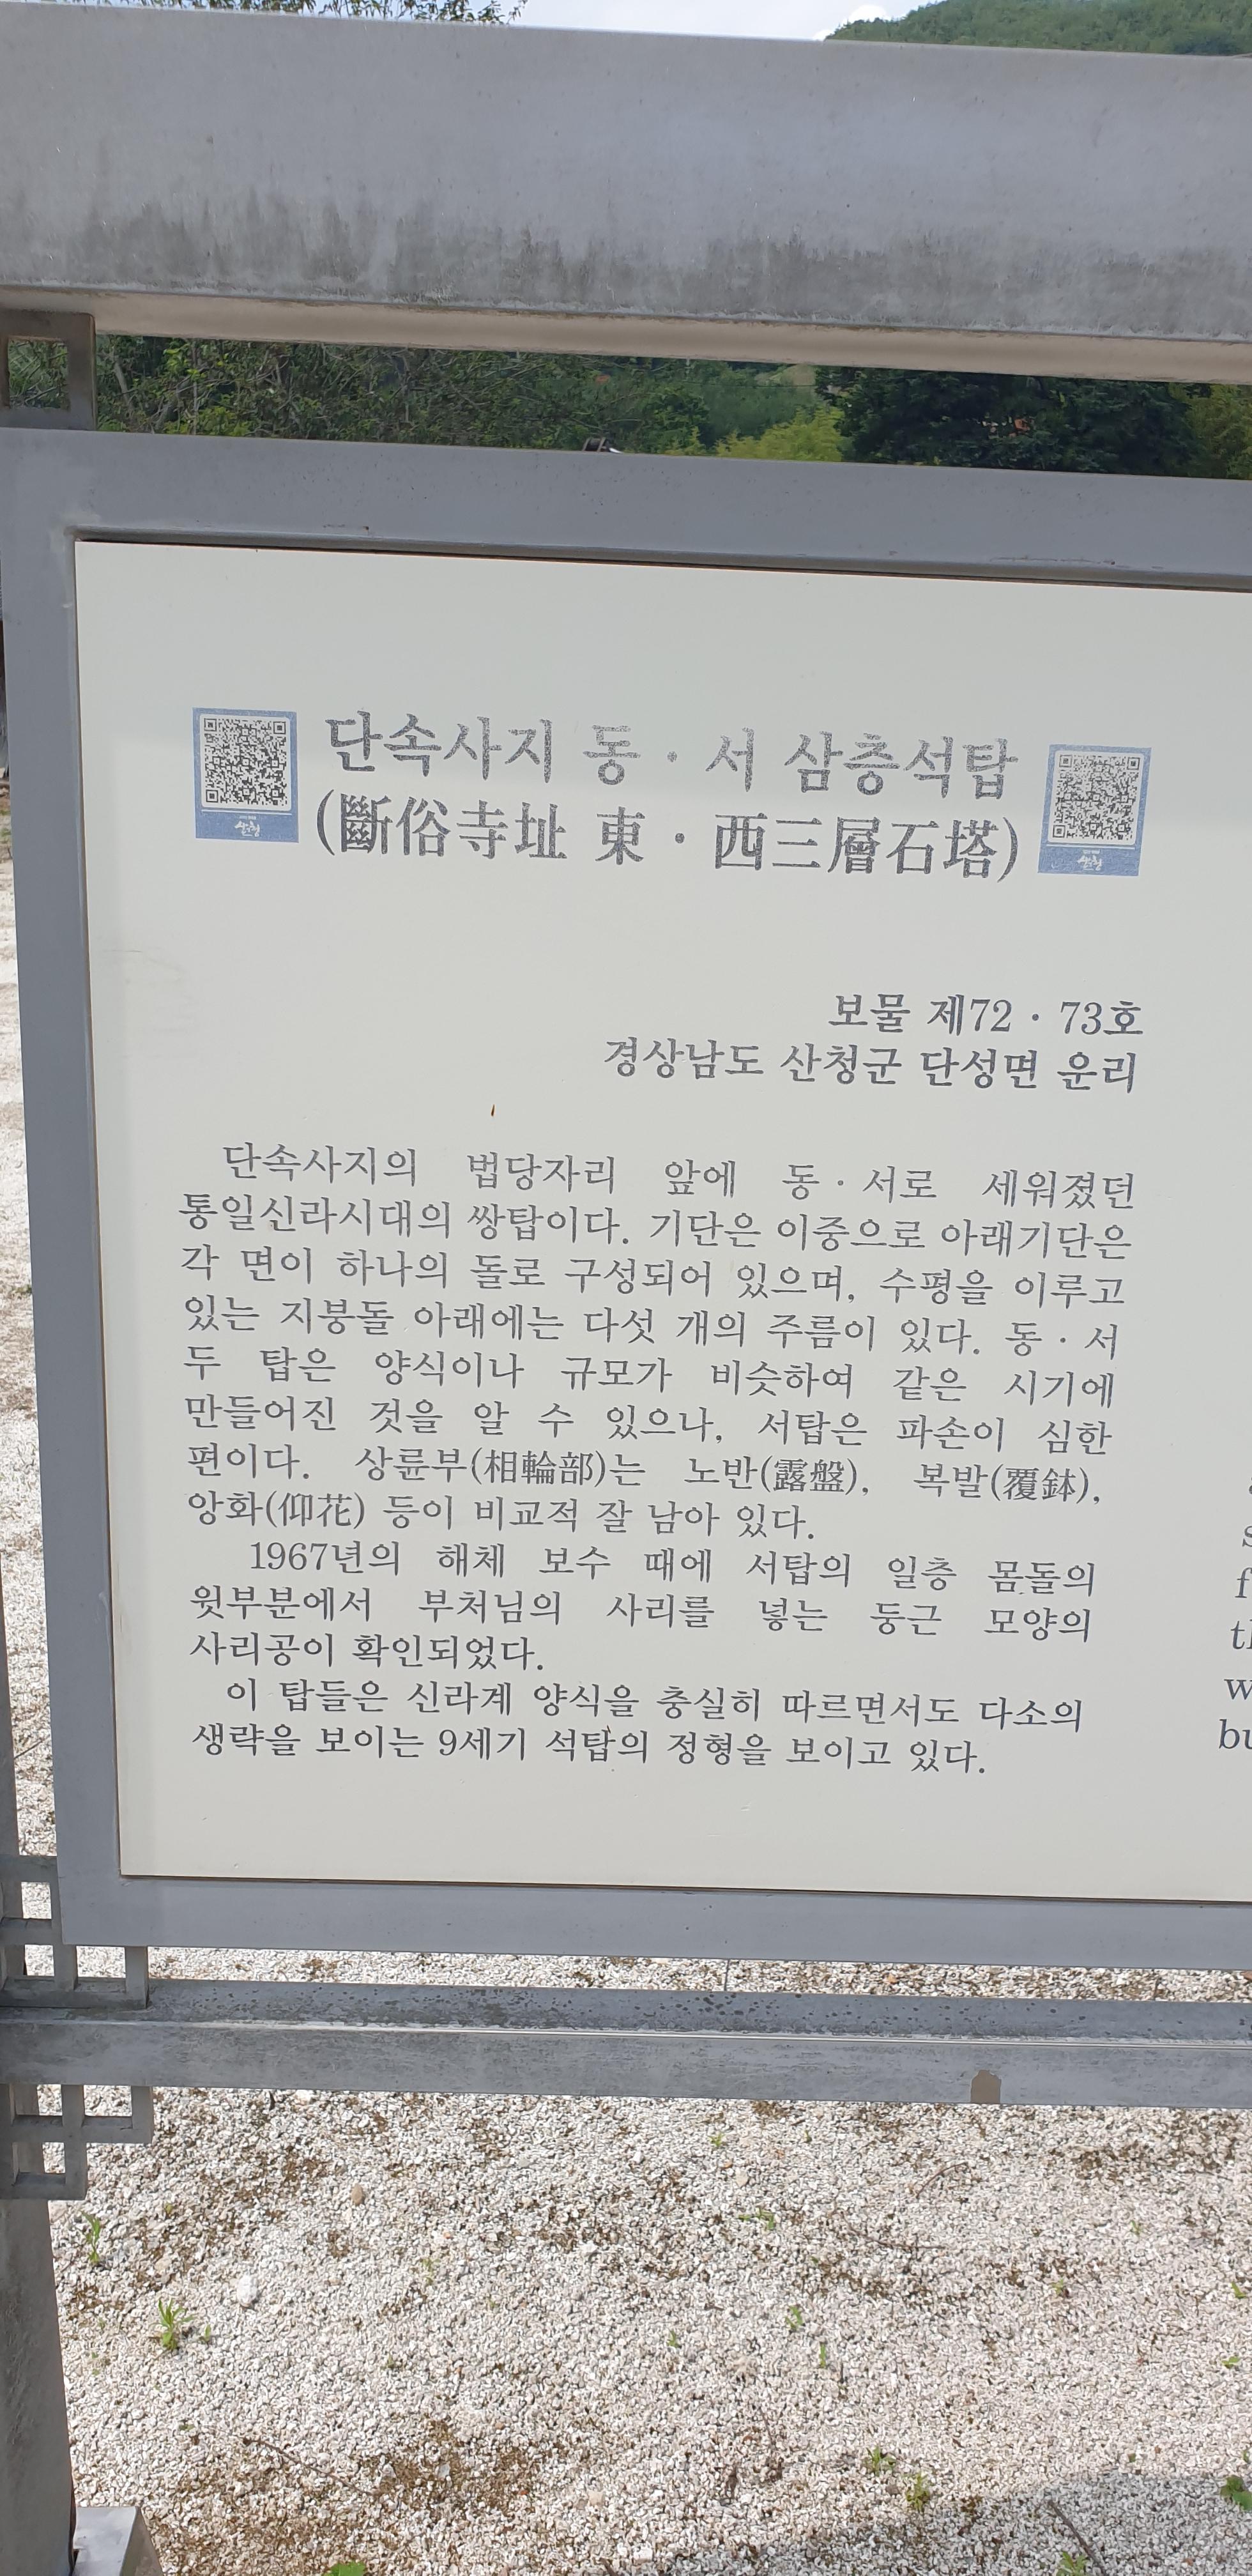 단속사지 동 · 서 삼층석탑
(斷俗寺址 東 · 西三層石塔)
산청
산청
보물 제72 · 73호
경상남도 산청군 단성면 운리
단속사지의 법당자리 앞에 동 · 서로 세워졌던
통일신라시대의 쌍탑이다. 기단은 이중으로 아래기단은
각 면이 하나의 돌로 구성되어 있으며, 수평을 이루고
있는 지붕돌 아래에는 다섯 개의 주름이 있다. 동 · 서
두 탑은 양식이나 규모가 비슷하여 같은 시기에
만들어진 것을 알 수 있으나, 서탑은 파손이 심한
편이다. 상륜부(相輪部)는 노반(露盤), 복발(覆鉢),
앙화(仰花) 등이 비교적 잘 남아 있다.
1967년의 해체 보수 때에 서탑의 일층 몸돌의
윗부분에서 부처님의 사리를 넣는 둥근 모양의
사리공이 확인되었다.
이 탑들은 신라계 양식을 충실히 따르면서도 다소의
생략을 보이는 9세기 석탑의 정형을 보이고 있다.